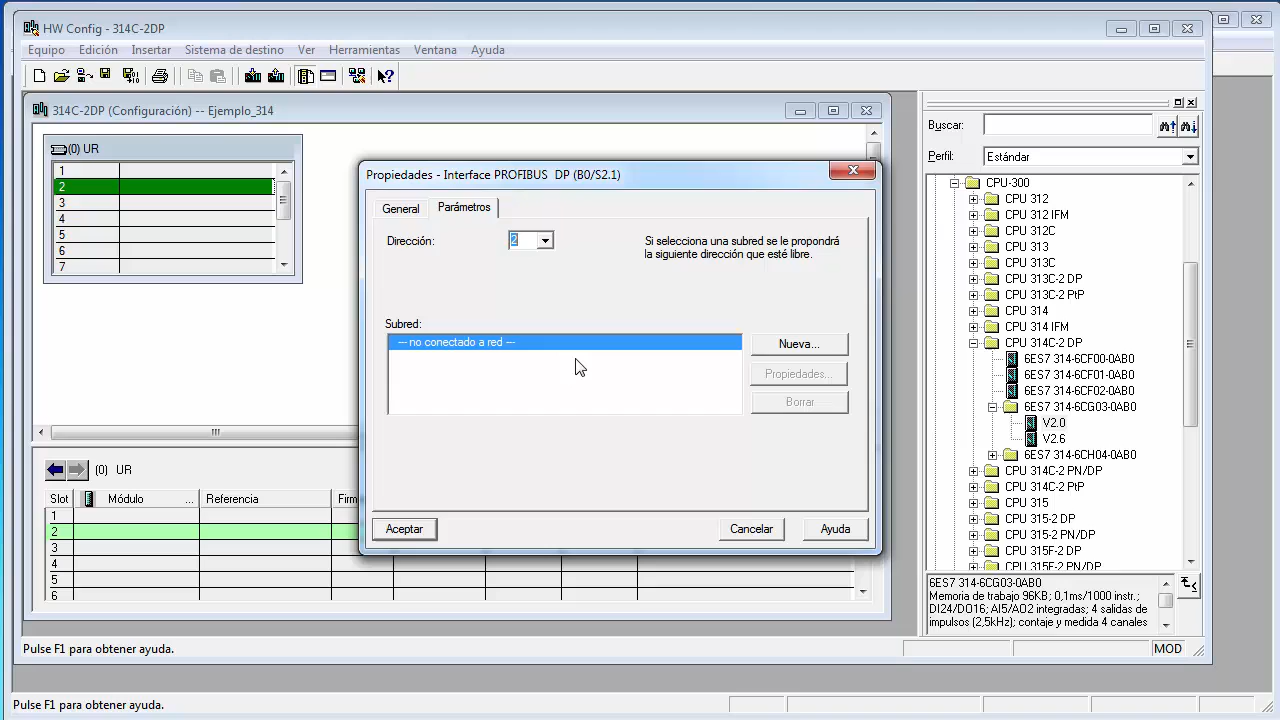 HW Config - 314C-2DP
Equipo Edición Insertar Sistema de destino Ver Herramientas Ventana Ayuda
314C-2DP (Configuración) -- Ejemplo_314
(0) UR
1
2
3
4
5
6
7
Propiedades - Interface PROFIBUS DP (B0/S2.1)
General Parámetros
Dirección: 2
Si selecciona una subred se le propondrá
la siguiente dirección que esté libre.
Subred:
--- no conectado a red ---
Nueva...
Propiedades...
Borrar
Aceptar Cancelar Ayuda
(0) UR
Slot Módulo ... Referencia Firm
1
2
3
4
5
6
Buscar:
Perfil: Estándar
CPU-300
CPU 312
CPU 312 IFM
CPU 312C
CPU 313
CPU 313C
CPU 313C-2 DP
CPU 313C-2 PtP
CPU 314
CPU 314 IFM
CPU 314C-2 DP
6ES7 314-6CF00-0AB0
6ES7 314-6CF01-0AB0
6ES7 314-6CF02-0AB0
6ES7 314-6CG03-0AB0
V2.0
V2.6
6ES7 314-6CH04-0AB0
CPU 314C-2 PN/DP
CPU 314C-2 PtP
CPU 315
CPU 315-2 DP
CPU 315-2 PN/DP
CPU 315F-2 DP
CPU 315F-2 PN/DP
6ES7 314-6CG03-0AB0
Memoria de trabajo 96KB; 0,1ms/1000 instr.;
DI24/DO16; AI5/AO2 integradas; 4 salidas de
impulsos (2,5kHz); contaje y medida 4 canales
Pulse F1 para obtener ayuda.
MOD
Pulse F1 para obtener ayuda.